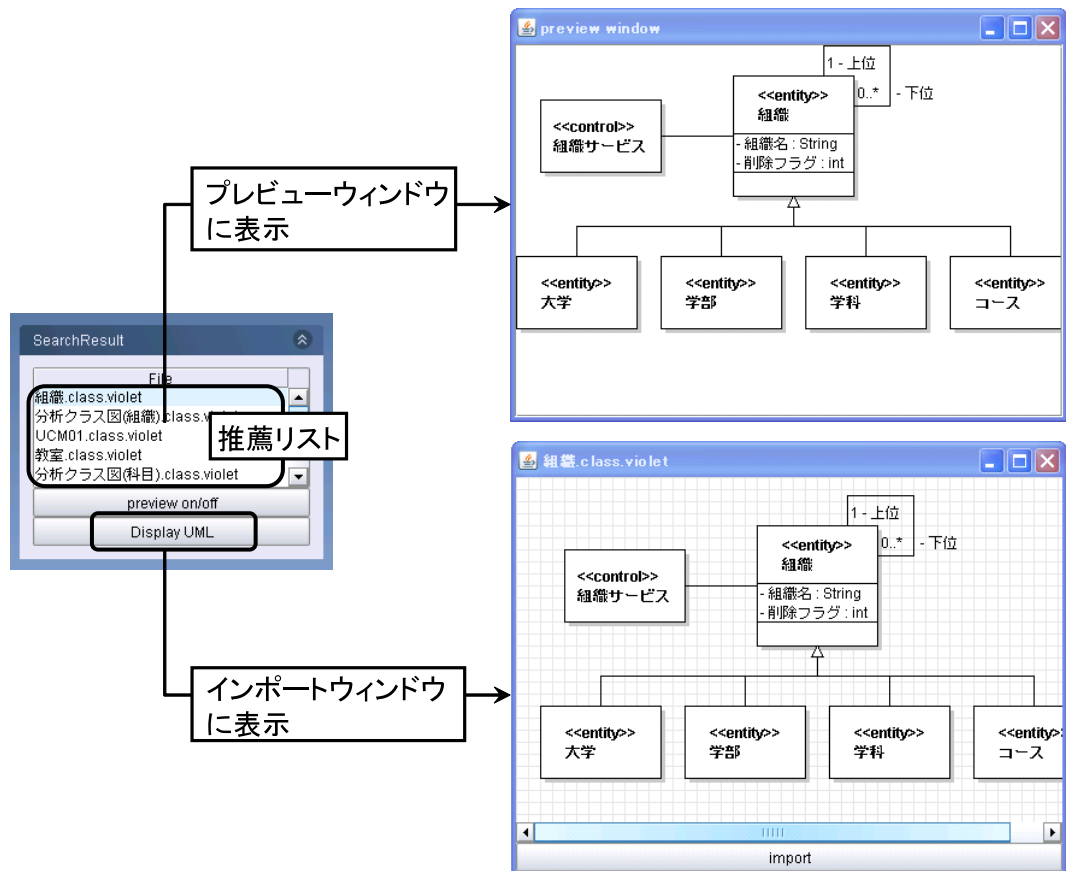 preview window
1 - 上位
0..* - 下位
<<entity>>
組織
- 組織名 : String
- 削除フラグ : int
<<control>>
組織サービス
<<entity>>
大学
<<entity>>
学部
<<entity>>
学科
<<entity>>
コース
プレビューウィンドウ
に表示
SearchResult
File
組織.class.violet
分析クラス図(組織).class.violet
UCM01.class.violet
教室.class.violet
分析クラス図(科目).class.violet
推薦リスト
preview on/off
Display UML
インポートウィンドウ
に表示
組織.class.violet
1 - 上位
0..* - 下位
<<entity>>
組織
- 組織名 : String
- 削除フラグ : int
<<control>>
組織サービス
<<entity>>
大学
<<entity>>
学部
<<entity>>
学科
<<entity>>
コース
import